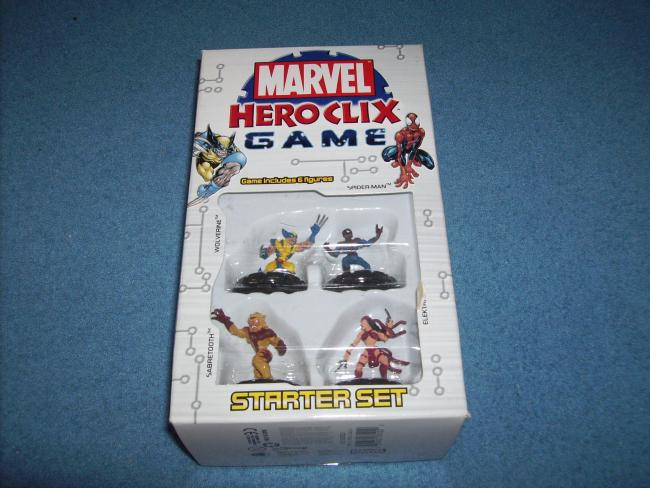 MARVEL
HEROCLIX
GAME
Game includes 6 figures
SPIDER-MAN™
WOLVERINE™
SABRETOOTH™
STARTER SET